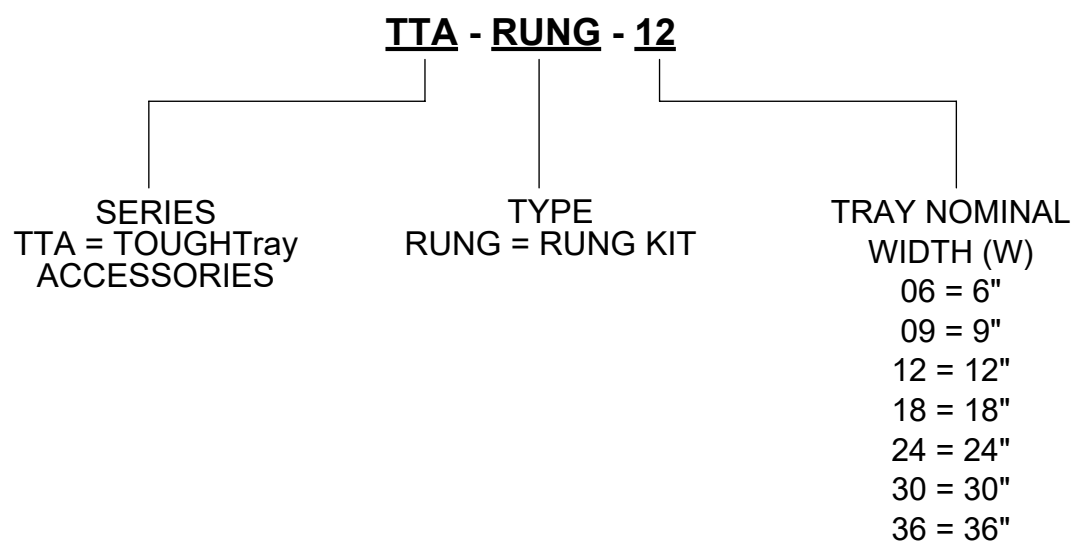 TTA - RUNG - 12
SERIES
TTA = TOUGHTray
ACCESSORIES
TYPE
RUNG = RUNG KIT
TRAY NOMINAL
WIDTH (W)
06 = 6"
09 = 9"
12 = 12"
18 = 18"
24 = 24"
30 = 30"
36 = 36"